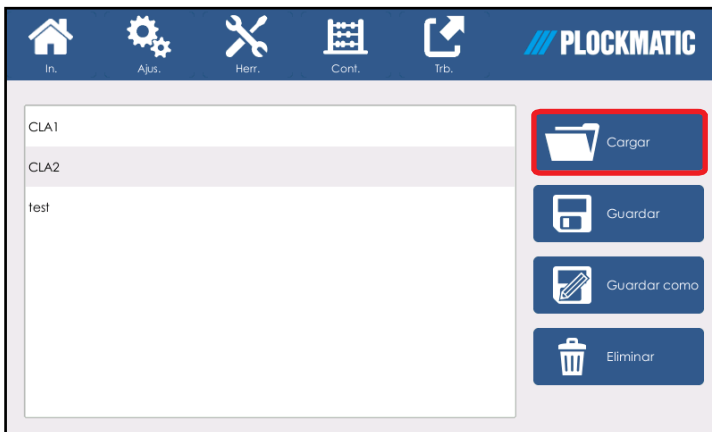 In.
Ajus.
Herr.
Cont.
Trb.
PLOCKMATIC
CLA1
CLA2
test
Cargar
Guardar
Guardar como
Eliminar